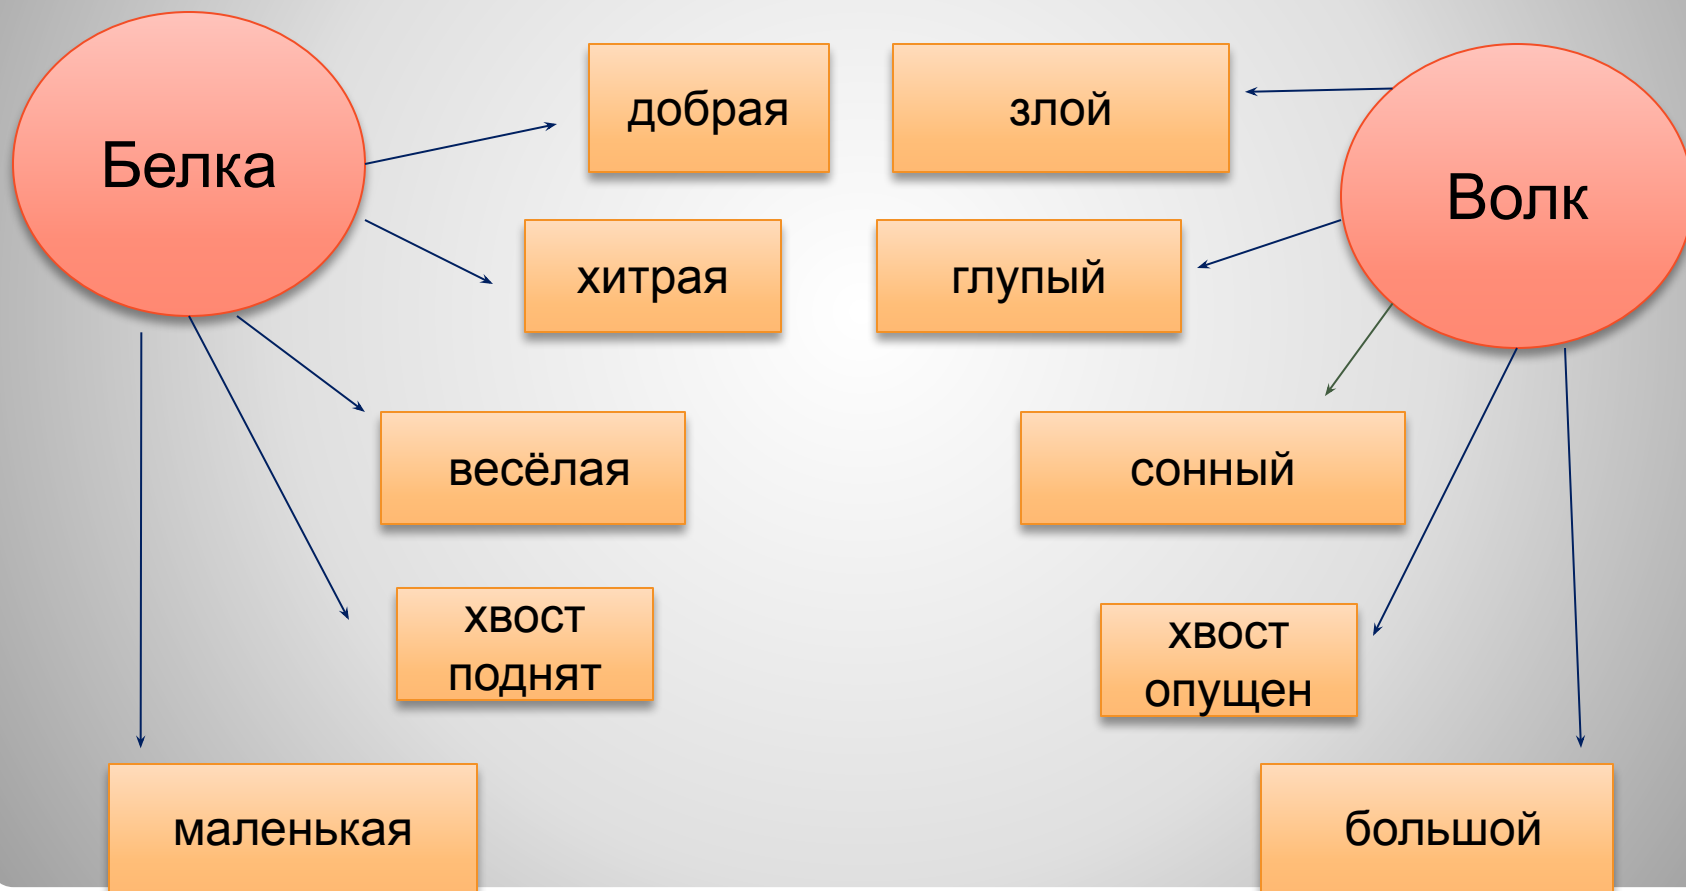 Белка
добрая
злой
Волк
хитрая
глупый
весёлая
сонный
хвост
поднят
хвост
опущен
маленькая
большой